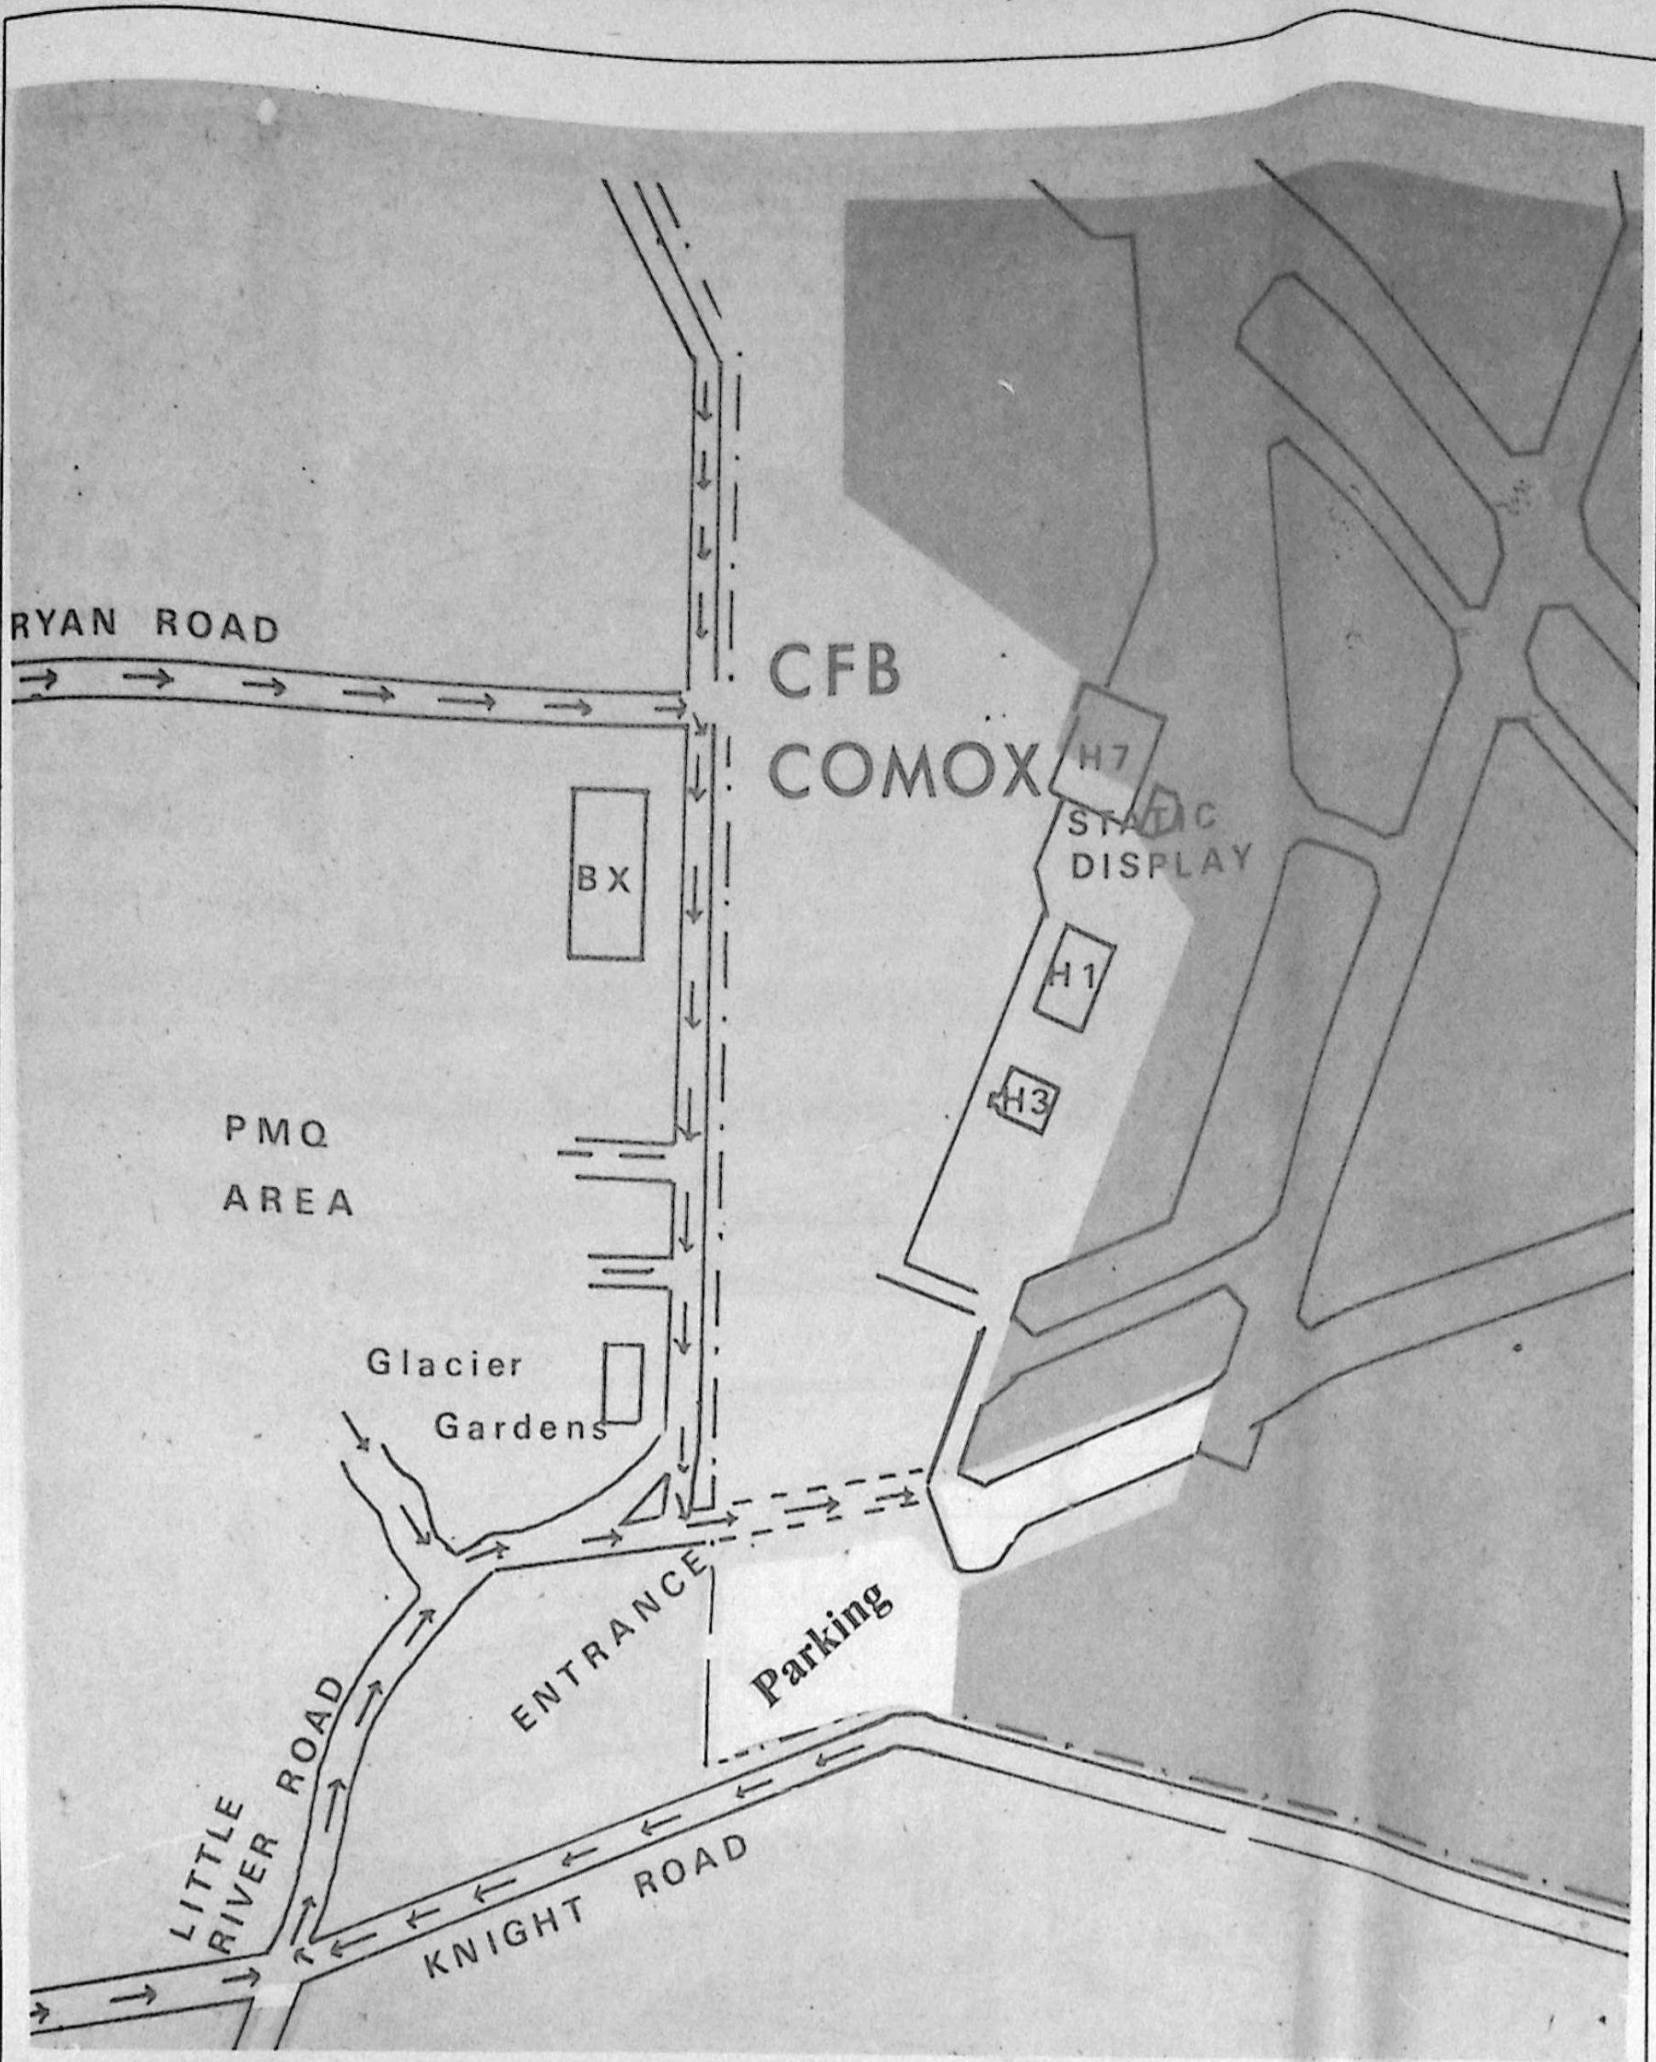 RYAN ROAD
CFB
COMOX
H7
STATIC
DISPLAY
BX
H1
H3
PMQ
AREA
Glacier
Gardens
ENTRANCE
Parking
LITTLE
RIVER ROAD
KNIGHT ROAD